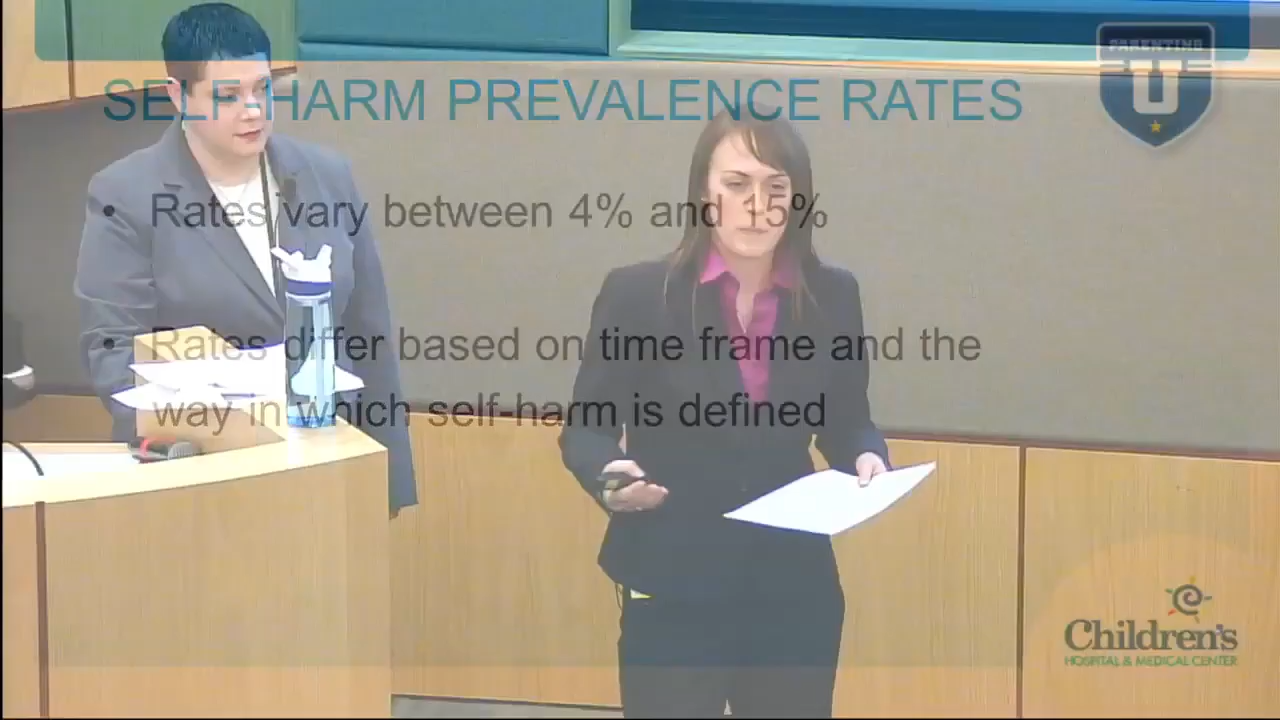 PARENTING
U
SELF-HARM PREVALENCE RATES
• Rates vary between 4% and 15%
• Rates differ based on time frame and the
way in which self-harm is defined
Children's
HOSPITAL & MEDICAL CENTER